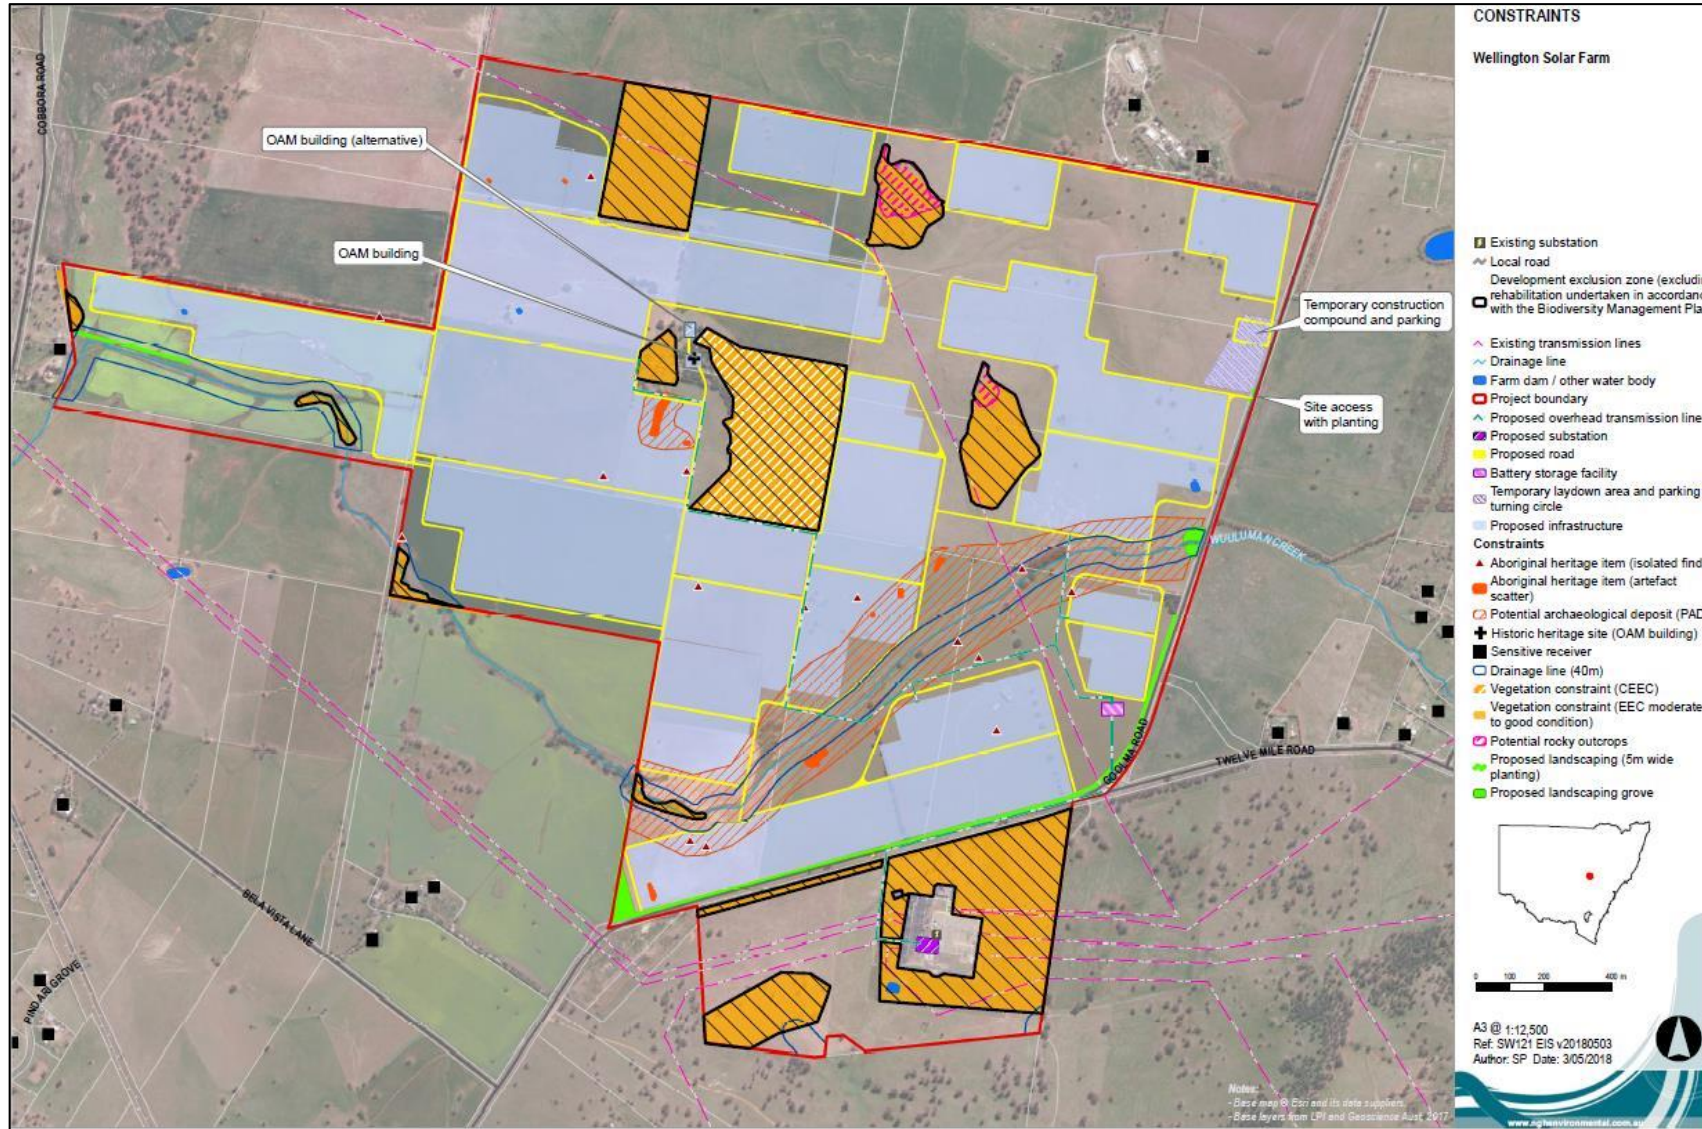 CONSTRAINTS
Wellington Solar Farm
COBBORA ROAD
OAM building (alternative)
OAM building
Temporary construction
compound and parking
Site access
with planting
WUULUMAN CREEK
GOOLMA ROAD
TWELVE MILE ROAD
BELA VISTA LANE
PINDARI GROVE
Existing substation
Local road
Development exclusion zone (excludi
rehabilitation undertaken in accordanc
with the Biodiversity Management Pla
Existing transmission lines
Drainage line
Farm dam / other water body
Project boundary
Proposed overhead transmission line
Proposed substation
Proposed road
Battery storage facility
Temporary laydown area and parking
turning circle
Proposed infrastructure
Constraints
Aboriginal heritage item (isolated find
Aboriginal heritage item (artefact
scatter)
Potential archaeological deposit (PAD
Historic heritage site (OAM building)
Sensitive receiver
Drainage line (40m)
Vegetation constraint (CEEC)
Vegetation constraint (EEC moderate
to good condition)
Potential rocky outcrops
Proposed landscaping (5m wide
planting)
Proposed landscaping grove
0 100 200 400 m
A3 @ 1:12,500
Ref: SW121 EIS v20180503
Author: SP Date: 3/05/2018
Notes:
- Base map © Esri and its data suppliers.
- Base layers from LPI and Geoscience Aust. 2017
www.nghenvironmental.com.au